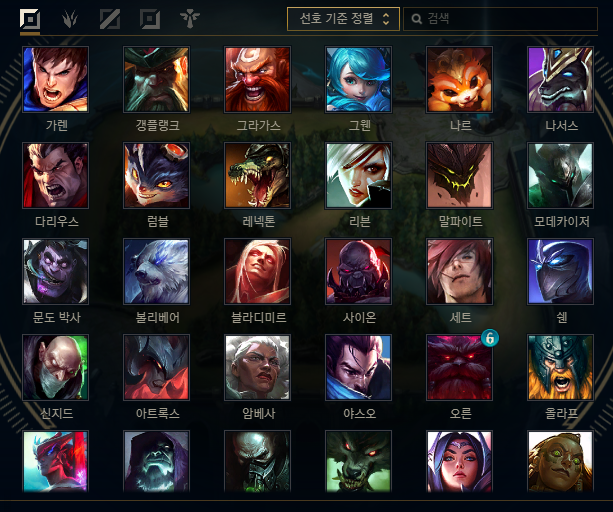 선호 기준 정렬
검색
가렌 갱플랭크 그라가스 그웬 나르 나서스
다리우스 럼블 레넥톤 리븐 말파이트 모데카이저
문도 박사 볼리베어 블라디미르 사이온 세트 쉔
6
신지드 아트록스 암베사 야스오 오른 올라프